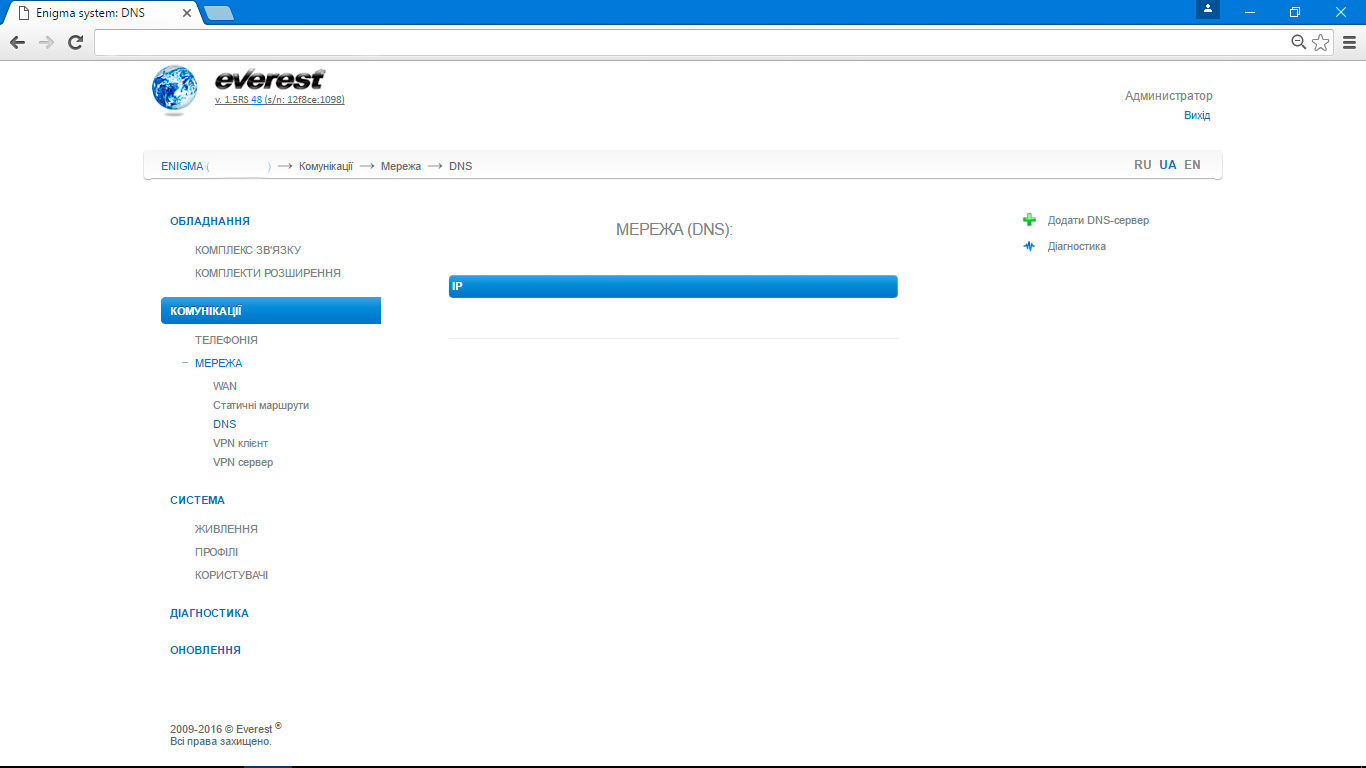 Enigma system: DNS
everest
v. 1.5RS 48 (s/n: 12f8ce:1098)
Администратор
Вихід
ENIGMA ( ) → Комунікації → Мережа → DNS
RU UA EN
ОБЛАДНАННЯ
КОМПЛЕКС ЗВ'ЯЗКУ
КОМПЛЕКТИ РОЗШИРЕННЯ
КОМУНІКАЦІЇ
ТЕЛЕФОНІЯ
– МЕРЕЖА
WAN
Статичні маршрути
DNS
VPN клієнт
VPN сервер
СИСТЕМА
ЖИВЛЕННЯ
ПРОФІЛІ
КОРИСТУВАЧІ
ДІАГНОСТИКА
ОНОВЛЕННЯ
МЕРЕЖА (DNS):
IP
Додати DNS-сервер
Діагностика
2009-2016 © Everest ®
Всі права захищено.